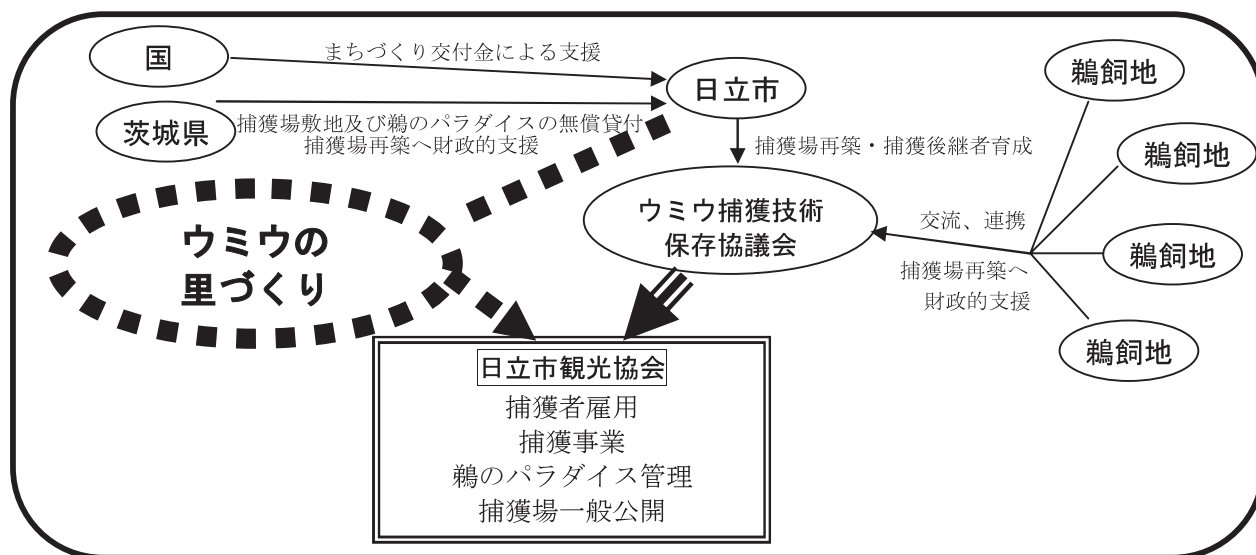 国
まちづくり交付金による支援
日立市
茨城県
捕獲場敷地及び鵜のパラダイスの無償貸付
捕獲場再築へ財政的支援
捕獲場再築・捕獲後継者育成
ウミウ捕獲技術
保存協議会
ウミウの
里づくり
鵜飼地
鵜飼地
鵜飼地
鵜飼地
交流、連携
捕獲場再築へ
財政的支援
日立市観光協会
捕獲者雇用
捕獲事業
鵜のパラダイス管理
捕獲場一般公開